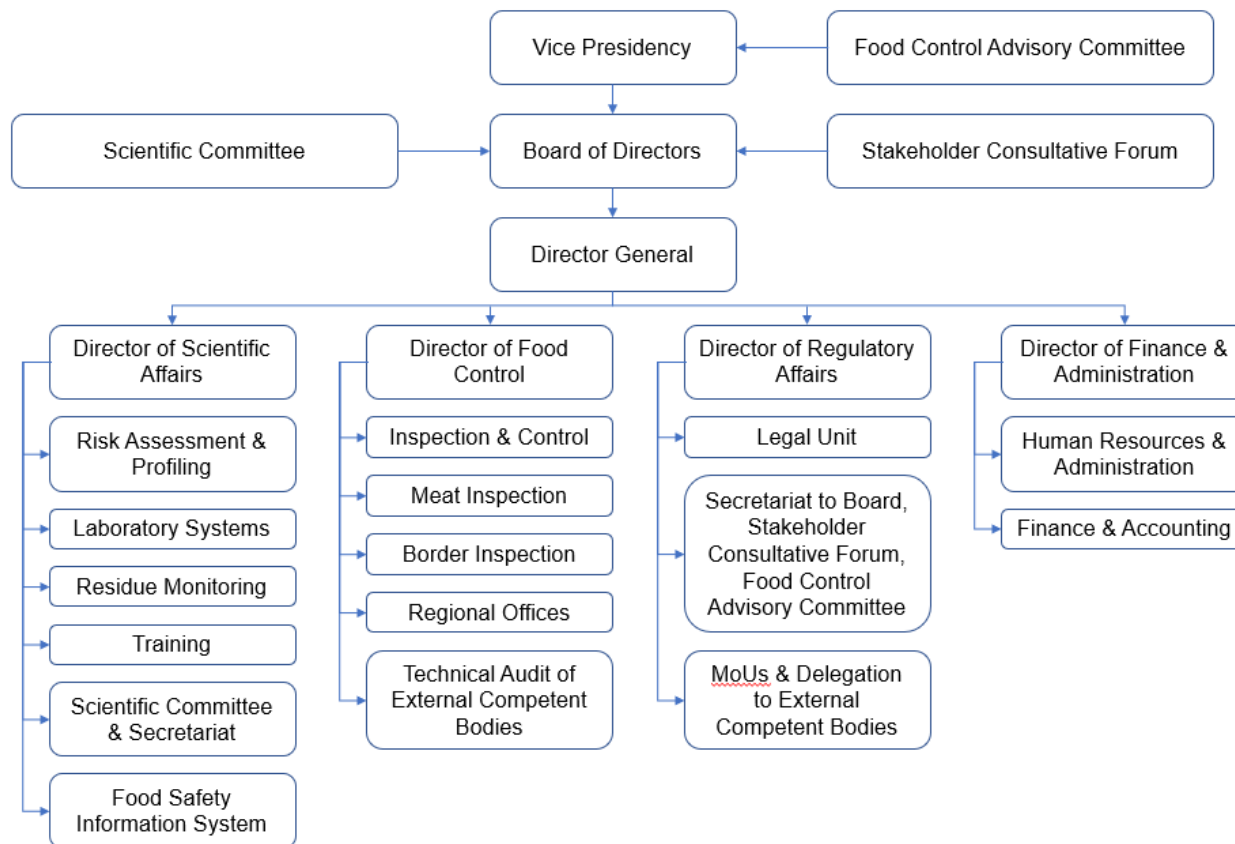 Vice Presidency
Food Control Advisory Committee
Scientific Committee
Board of Directors
Stakeholder Consultative Forum
Director General
Director of Scientific
Affairs
Director of Food
Control
Director of Regulatory
Affairs
Director of Finance &
Administration
Risk Assessment &
Profiling
Laboratory Systems
Residue Monitoring
Training
Scientific Committee
& Secretariat
Food Safety
Information System
Inspection & Control
Meat Inspection
Border Inspection
Regional Offices
Technical Audit of
External Competent
Bodies
Legal Unit
Secretariat to Board,
Stakeholder
Consultative Forum,
Food Control
Advisory Committee
MoUs & Delegation
to External
Competent Bodies
Human Resources &
Administration
Finance & Accounting